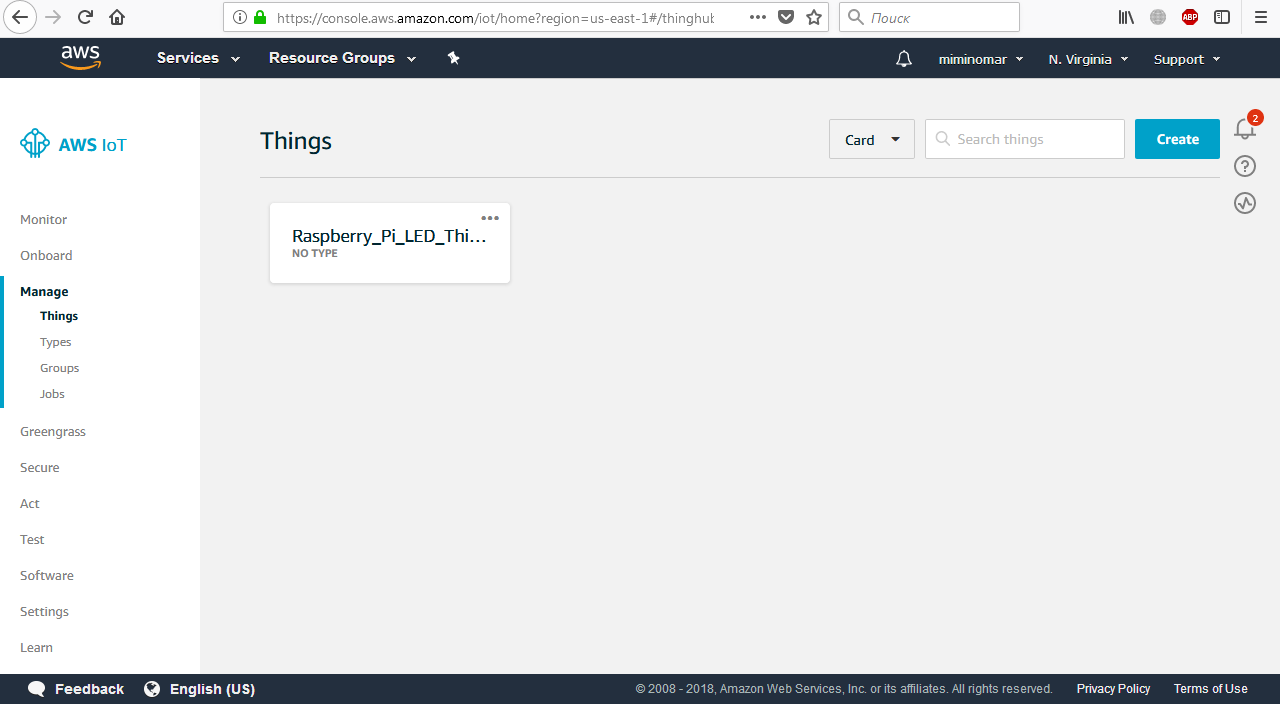 https://console.aws.amazon.com/iot/home?region=us-east-1#/thinghub
Поиск
ABP
aws
Services
Resource Groups
miminomar
N. Virginia
Support
AWS IoT
Things
Card
Search things
Create
2
Monitor
Onboard
Manage
Things
Types
Groups
Jobs
Greengrass
Secure
Act
Test
Software
Settings
Learn
Raspberry_Pi_LED_Thi...
NO TYPE
Feedback
English (US)
© 2008 - 2018, Amazon Web Services, Inc. or its affiliates. All rights reserved.
Privacy Policy
Terms of Use